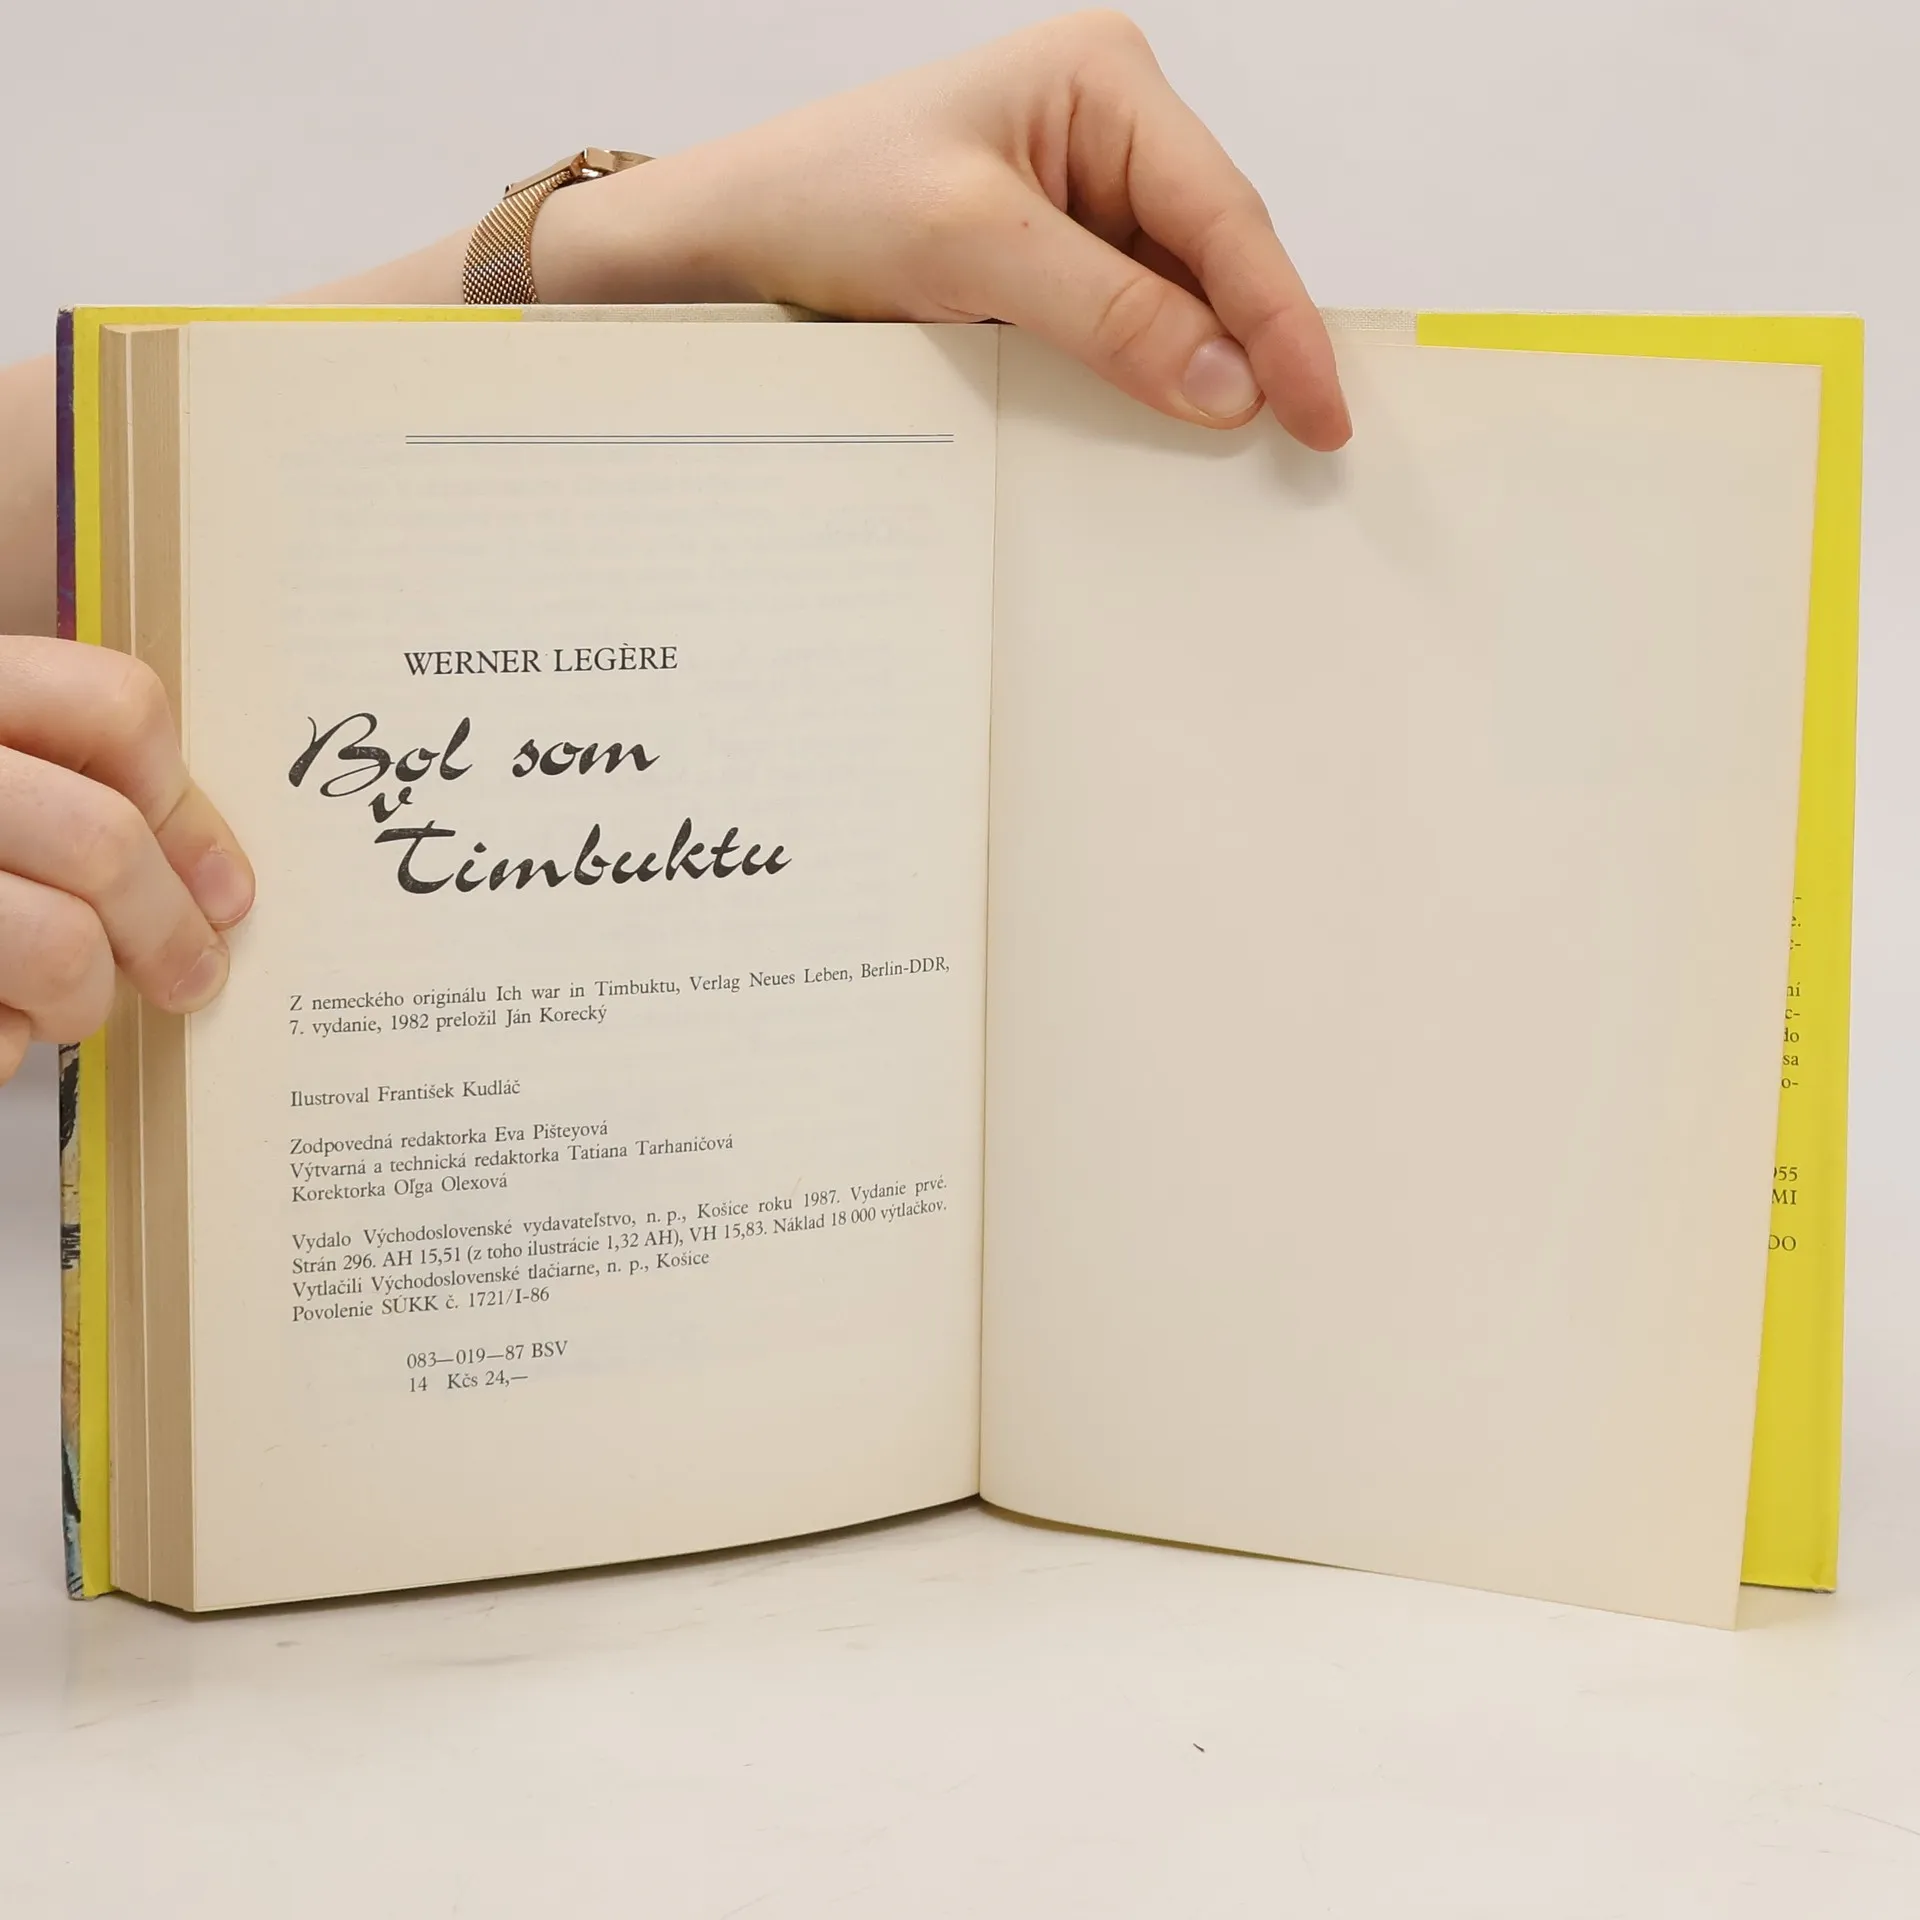 WERNER LEGÈRE
Bol som
v
Timbuktu
Z nemeckého originálu Ich war in Timbuktu, Verlag Neues Leben, Berlin-DDR,
7. vydanie, 1982 preložil Ján Korecký
Ilustroval František Kudláč
Zodpovedná redaktorka Eva Pišteyová
Výtvarná a technická redaktorka Tatiana Tarhaničová
Korektorka Oľga Olexová
Vydalo Východoslovenské vydavateľstvo, n. p., Košice roku 1987. Vydanie prvé.
Strán 296. AH 15,51 (z toho ilustrácie 1,32 AH), VH 15,83. Náklad 18 000 výtlačkov.
Vytlačili Východoslovenské tlačiarne, n. p., Košice
Povolenie SÚKK č. 1721/I-86
083—019—87 BSV
14 Kčs 24,—